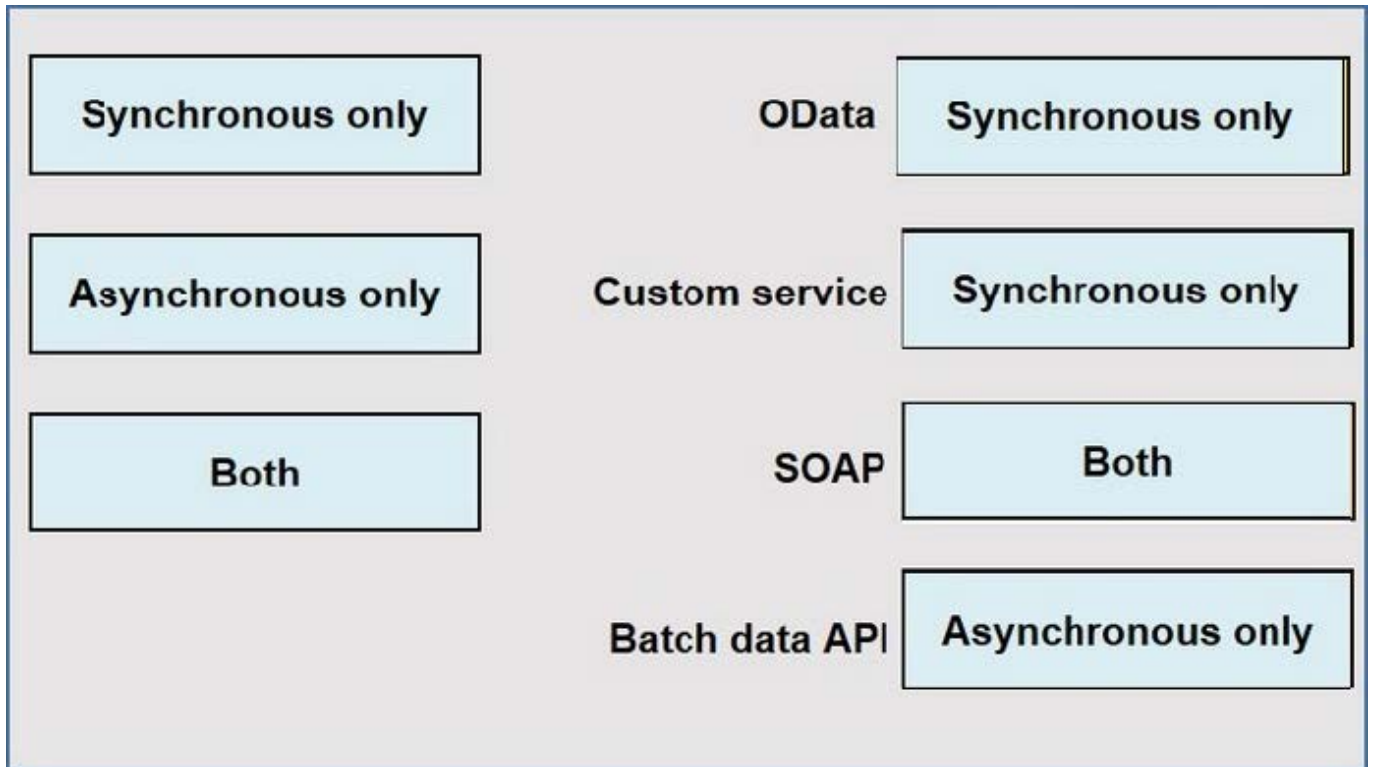 Synchronous only
OData Synchronous only
Asynchronous only
Custom service Synchronous only
Both
SOAP Both
Batch data API Asynchronous only